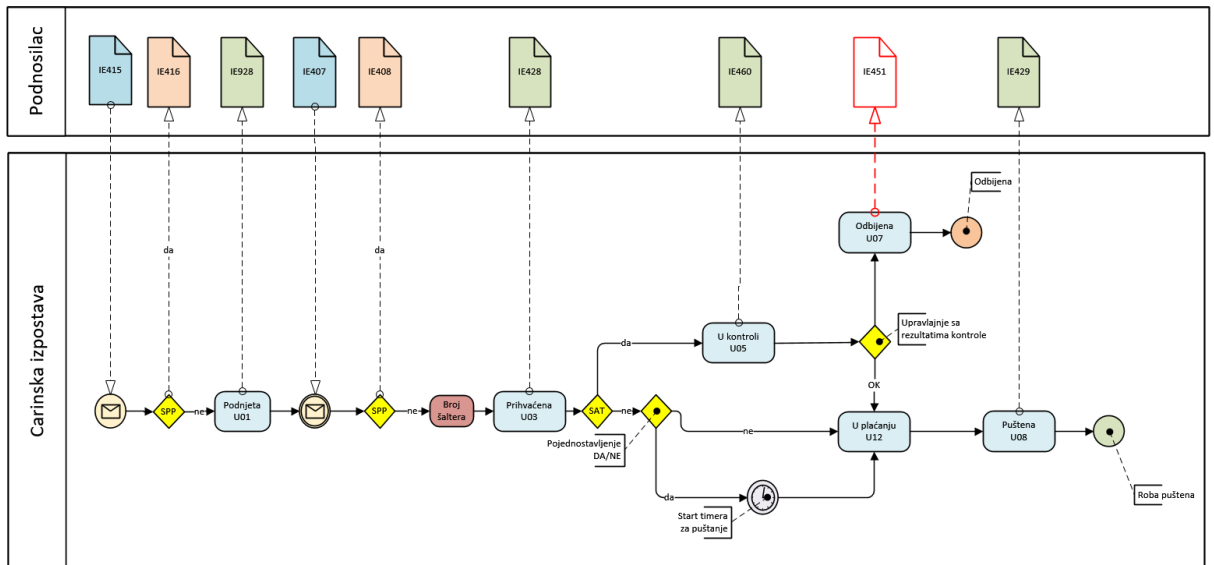 Podnosilac
IE415
IE416
IE928
IE407
IE408
IE428
IE460
IE451
IE429
Carinska izpostava
da
da
Odbijena
Odbijena
U07
U kontroli
U05
Upravlajnje sa
rezultatima kontrole
da
OK
SPP
ne
Podnjeta
U01
SPP
ne
Broj
šaltera
Prihvaćena
U03
SAT
ne
Pojednostavljenje
DA/NE
ne
U plaćanju
U12
Puštena
U08
da
Start timera
za puštanje
Roba puštena